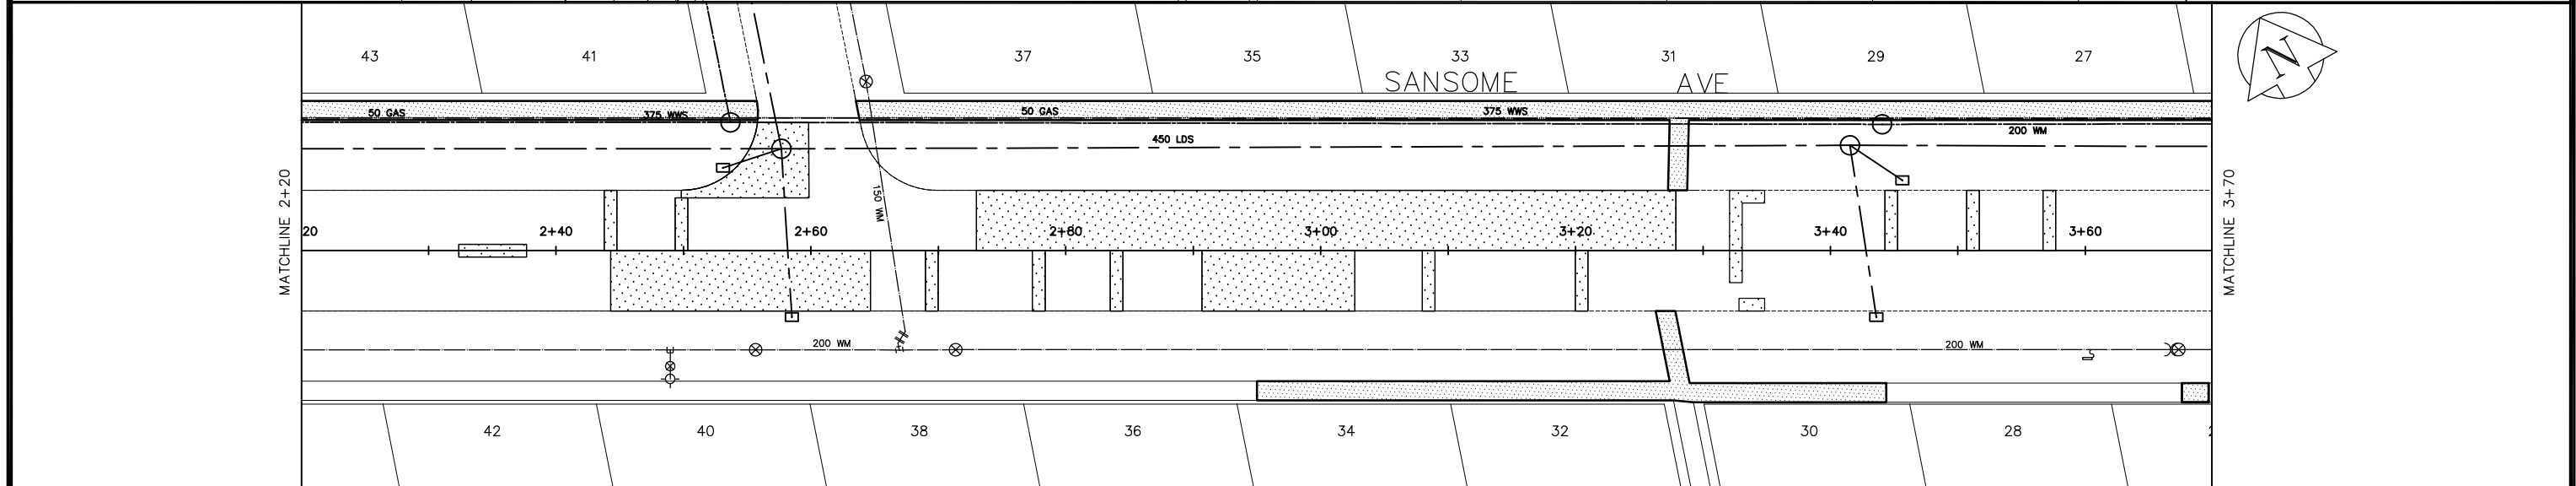 43 41 37 35 33 31 29 27
SANSOME AVE
N
50 GAS 375 WWS 50 GAS 375 WWS
200 WM
450 LDS
150 WM
MATCHLINE 2+20
MATCHLINE 3+70
20 2+40 2+60 2+80 3+00 3+20 3+40 3+60
200 WM 200 WM
42 40 38 36 34 32 30 28